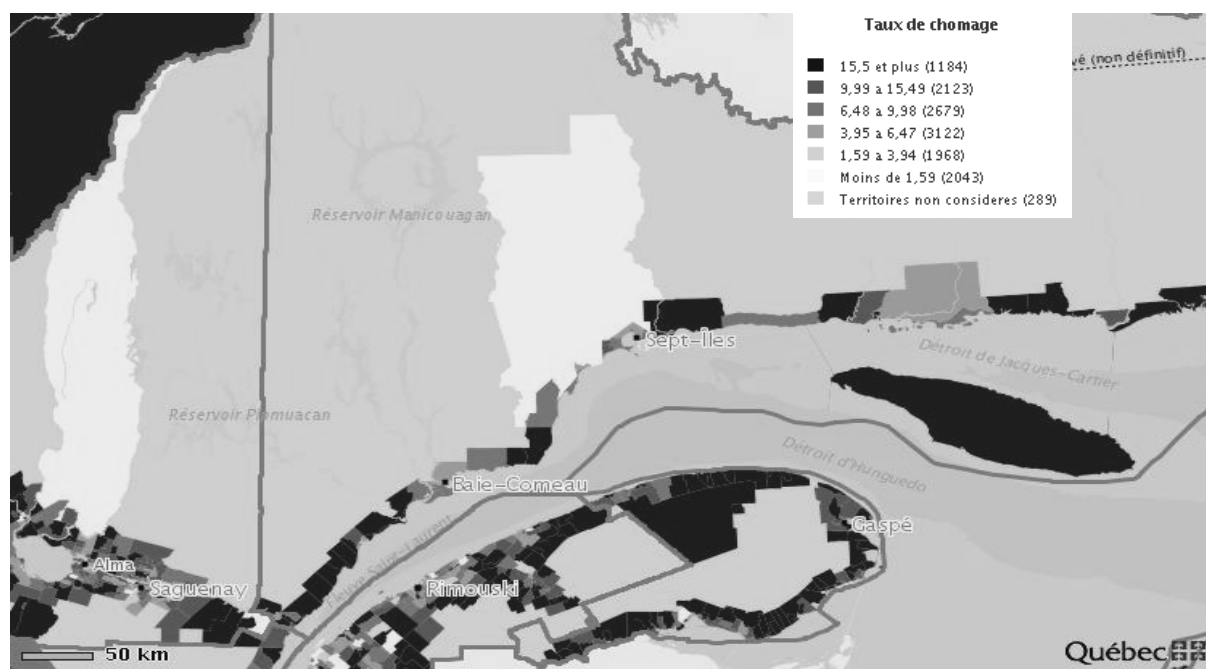 Taux de chomage
15,5 et plus (1184)
9,99 a 15,49 (2123)
6,48 a 9,98 (2679)
3,95 a 6,47 (3122)
1,59 a 3,94 (1968)
Moins de 1,59 (2043)
Territoires non consideres (289)
vé (non définitif)
Réservoir Manicouagan
Sept-Îles
Détroit de Jacques-Cartier
Réservoir Pipmuacan
Détroit d'Hunguedo
Baie-Comeau
Gaspé
Fleuve Saint-Laurent
Alma
Saguenay
Rimouski
50 km
Québec